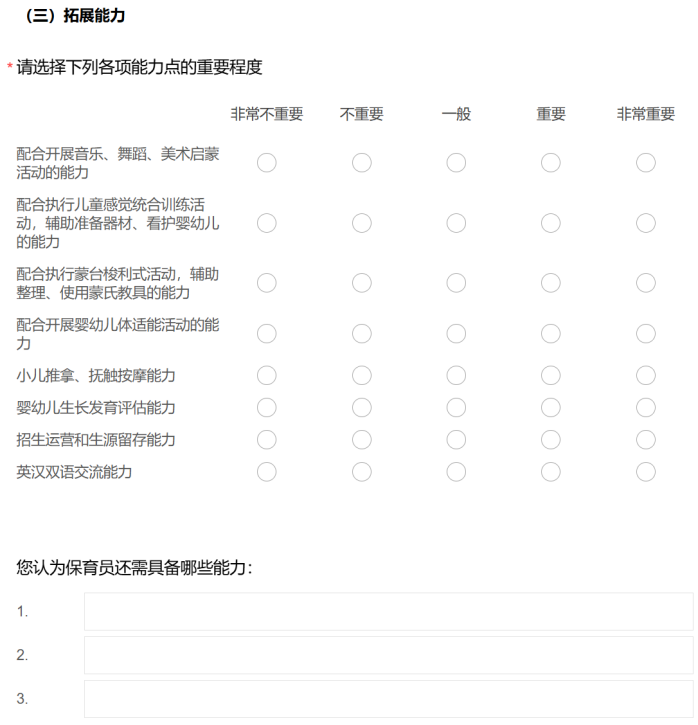 （三）拓展能力
*请选择下列各项能力点的重要程度
非常不重要 不重要 一般 重要 非常重要
配合开展音乐、舞蹈、美术启蒙
活动的能力
配合执行儿童感觉统合训练活
动，辅助准备器材、看护婴幼儿
的能力
配合执行蒙台梭利式活动，辅助
整理、使用蒙氏教具的能力
配合开展婴幼儿体适能活动的能
力
小儿推拿、抚触按摩能力
婴幼儿生长发育评估能力
招生运营和生源留存能力
英汉双语交流能力
您认为保育员还需具备哪些能力：
1.
2.
3.